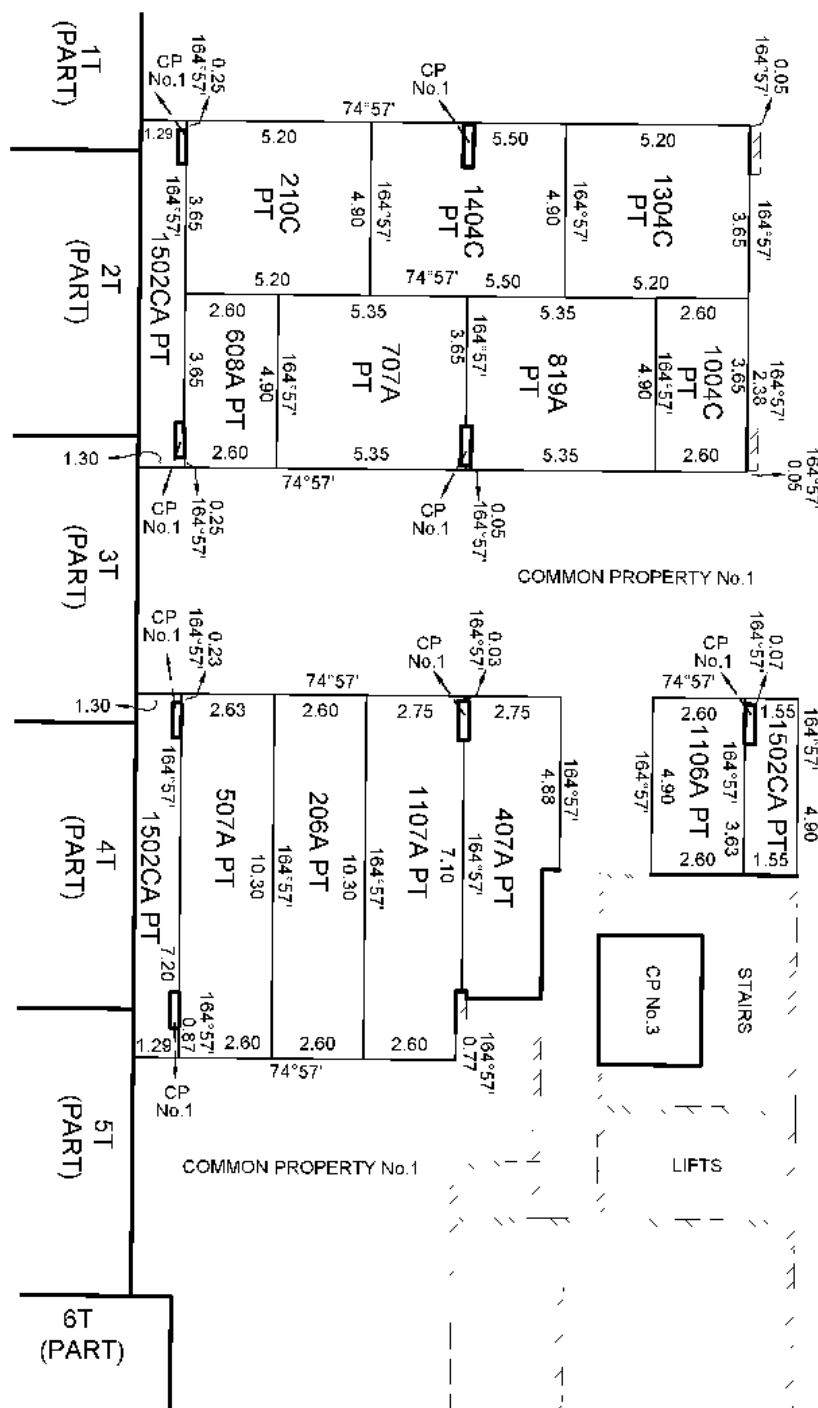 1T
(PART)
CP
No.1
0.25
164°57'
74°57'
CP
No.1
0.05
164°57'
1.29
5.20
5.50
5.20
164°57'
3.65
210C
PT
4.90
164°57'
1404C
PT
4.90
164°57'
1304C
PT
3.65
164°57'
2T
(PART)
1502CA PT
5.20
74°57'
5.50
5.20
2.60
5.35
5.35
2.60
3.65
608A PT
4.90
164°57'
707A
PT
3.65
164°57'
819A
PT
4.90
164°57'
1004C
PT
3.65
164°57'
2.38
1.30
2.60
5.35
5.35
2.60
164°57'
0.05
74°57'
CP
No.1
0.25
164°57'
CP
No.1
0.05
164°57'
3T
(PART)
COMMON PROPERTY No.1
CP
No.1
0.23
164°57'
CP
No.1
0.03
164°57'
CP
No.1
0.07
164°57'
74°57'
74°57'
1.30
2.63
2.60
2.75
2.75
2.60
1.55
164°57'
4.90
164°57'
1502CA PT
7.20
507A PT
10.30
164°57'
206A PT
10.30
164°57'
1107A PT
7.10
164°57'
407A PT
4.88
164°57'
4.90
164°57'
1106A PT
3.63
164°57'
1502CA PT
2.60
1.55
4T
(PART)
CP No.3
STAIRS
1.29
0.87
164°57'
2.60
2.60
2.60
0.77
164°57'
74°57'
CP
No.1
5T
(PART)
COMMON PROPERTY No.1
LIFTS
6T
(PART)